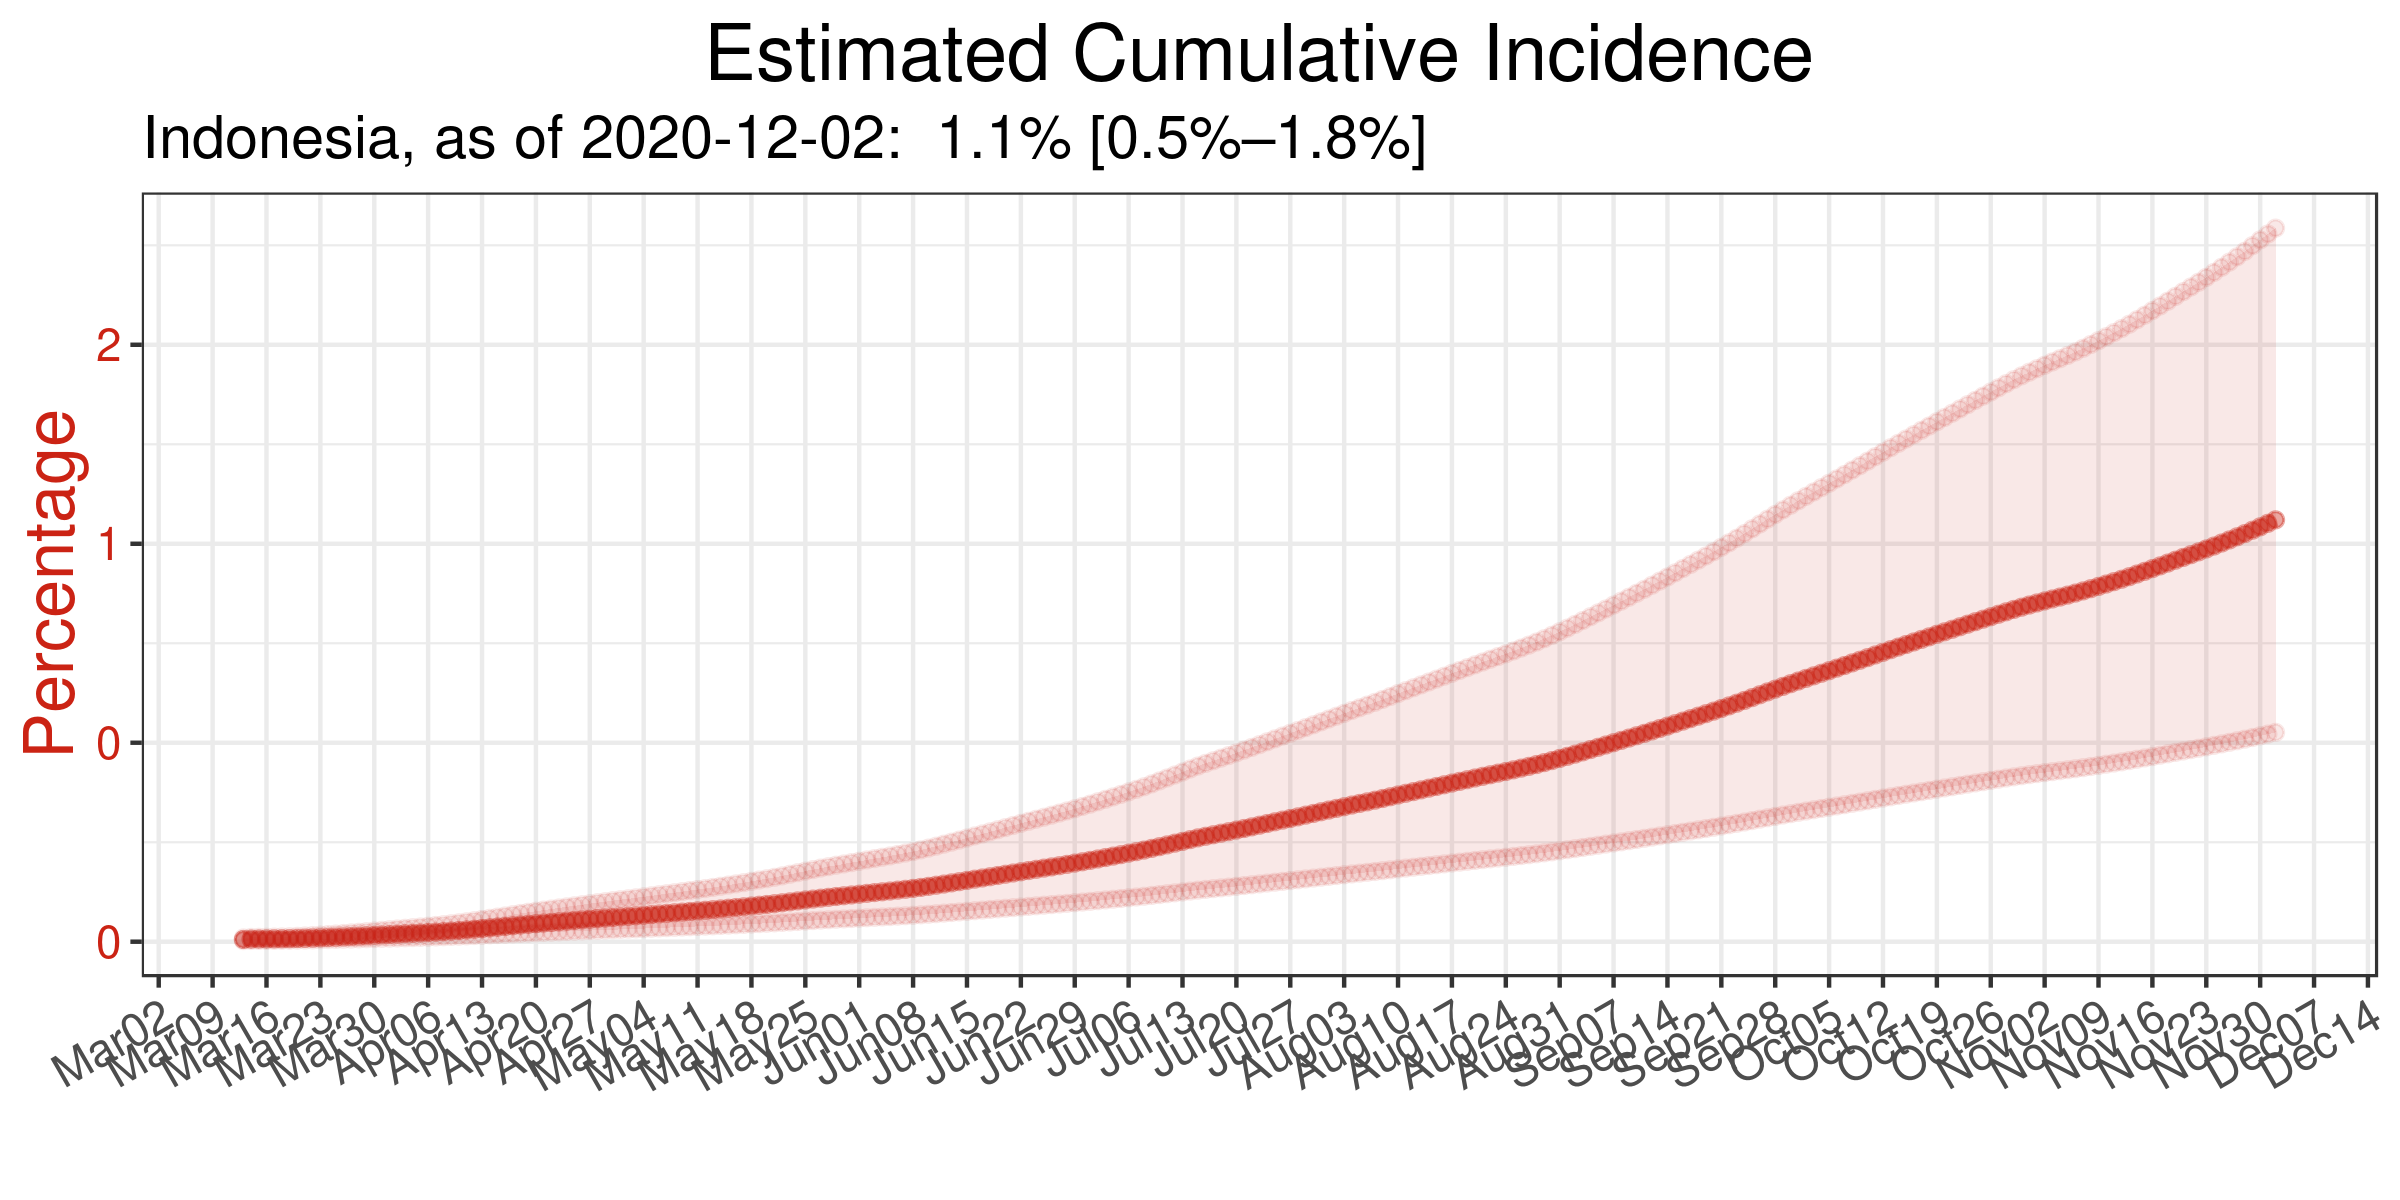 Estimated Cumulative Incidence
Indonesia, as of 2020-12-02:  1.1% [0.5%–1.8%]
Percentage
2
1
0
0
Mar02
Mar09
Mar16
Mar23
Mar30
Apr06
Apr13
Apr20
Apr27
May04
May11
May18
May25
Jun01
Jun08
Jun15
Jun22
Jun29
Jul06
Jul13
Jul20
Jul27
Aug03
Aug10
Aug17
Aug24
Aug31
Sep07
Sep14
Sep21
Sep28
Oct05
Oct12
Oct19
Oct26
Nov02
Nov09
Nov16
Nov23
Nov30
Dec07
Dec14